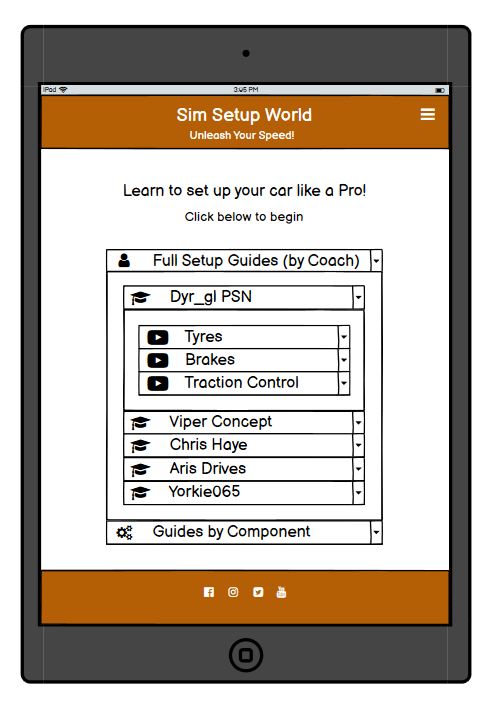 iPod 3:45 PM
Sim Setup World
Unleash Your Speed!
Learn to set up your car like a Pro!
Click below to begin
Full Setup Guides (by Coach)
Dyr_gl PSN
Tyres
Brakes
Traction Control
Viper Concept
Chris Haye
Aris Drives
Yorkie065
Guides by Component